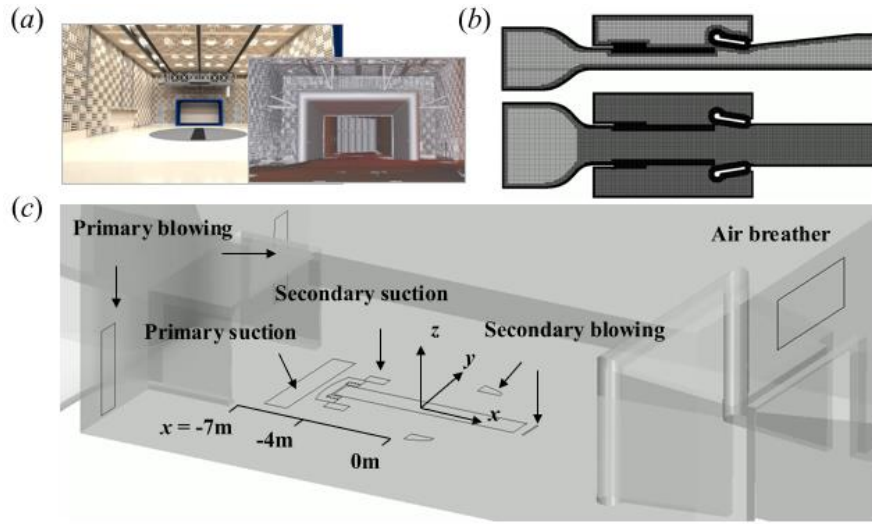 (a)
(b)
(c)
Primary blowing
Air breather
Secondary suction
Primary suction
z
Secondary blowing
y
x
x = -7m
-4m
0m